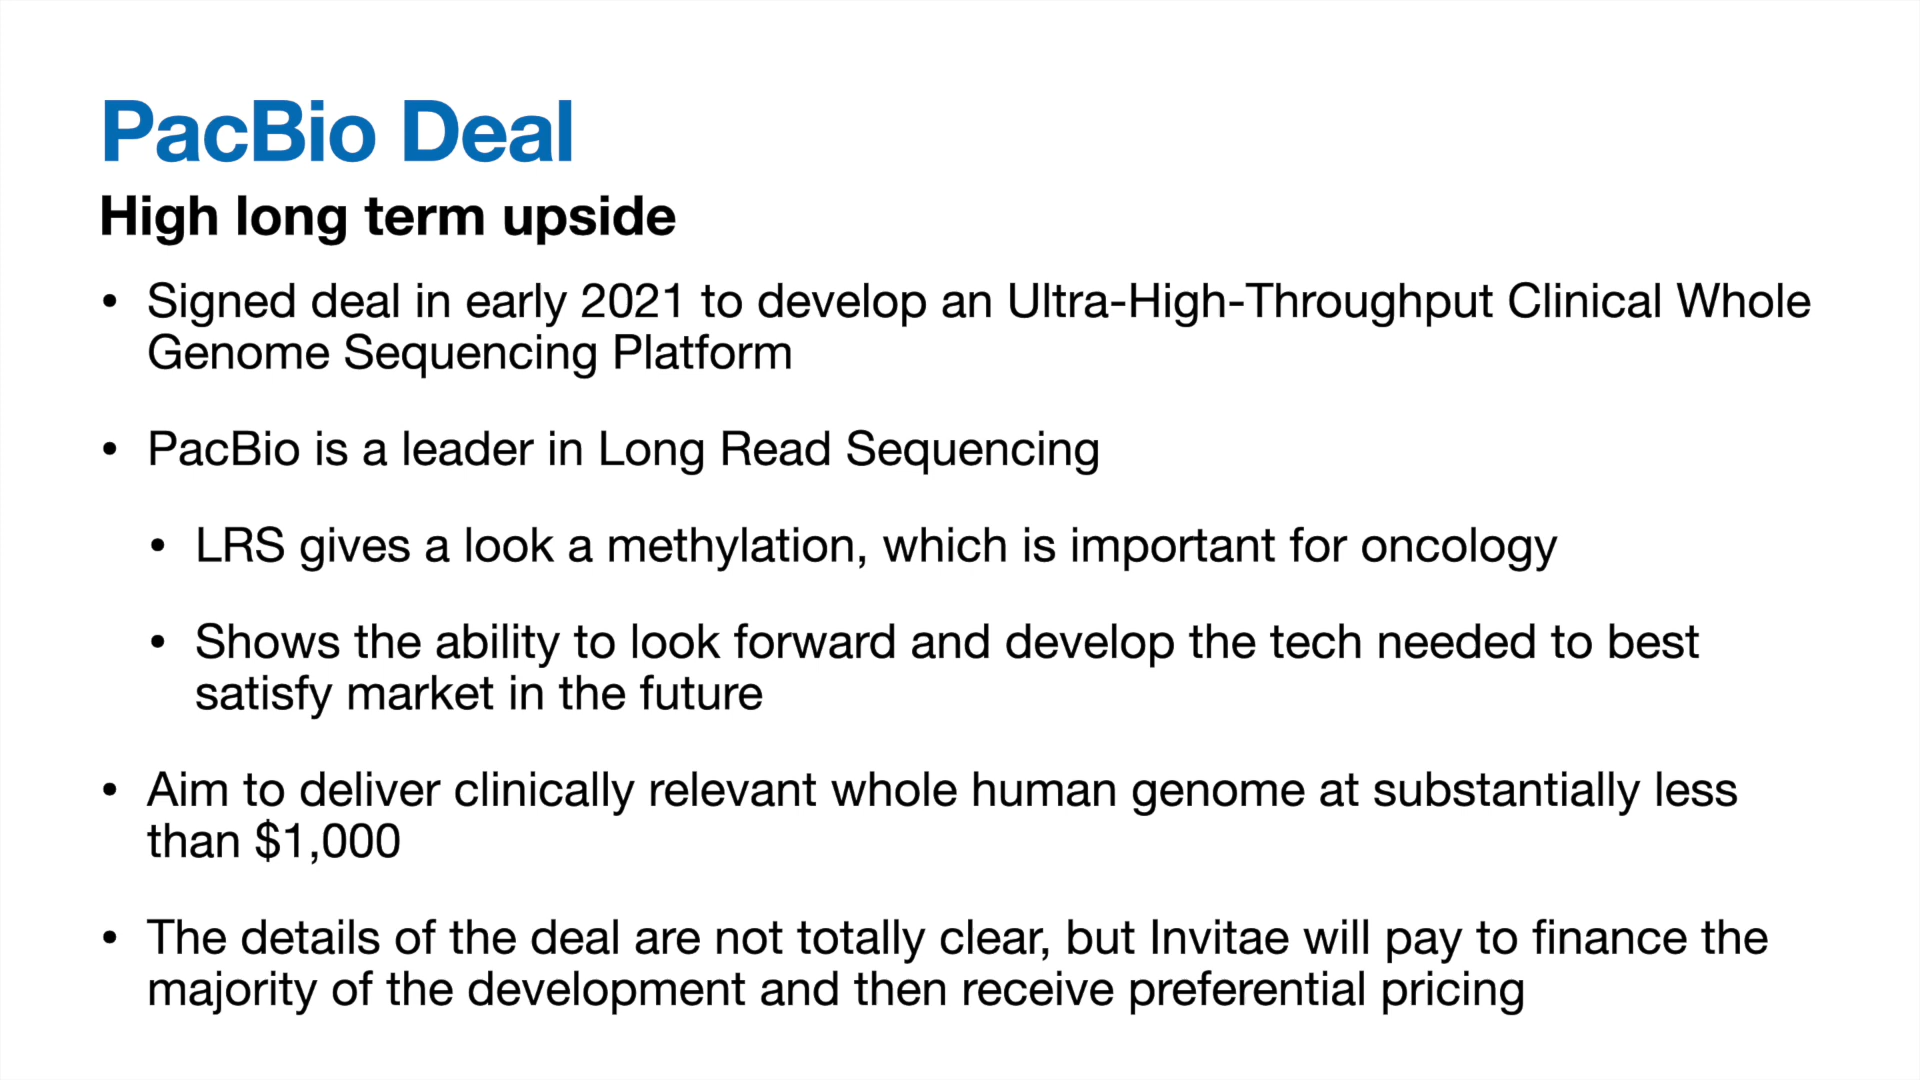 PacBio Deal
High long term upside
• Signed deal in early 2021 to develop an Ultra-High-Throughput Clinical Whole
Genome Sequencing Platform
• PacBio is a leader in Long Read Sequencing
• LRS gives a look a methylation, which is important for oncology
• Shows the ability to look forward and develop the tech needed to best
satisfy market in the future
• Aim to deliver clinically relevant whole human genome at substantially less
than $1,000
• The details of the deal are not totally clear, but Invitae will pay to finance the
majority of the development and then receive preferential pricing